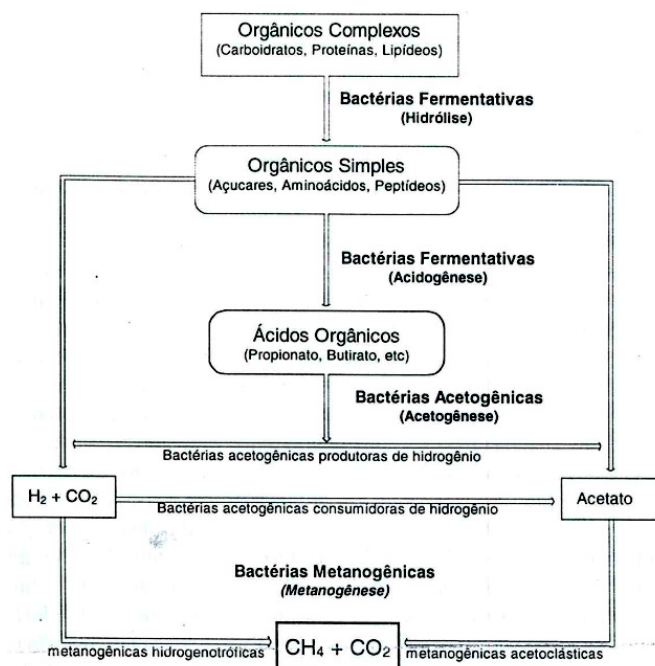 Orgânicos Complexos
(Carboidratos, Proteínas, Lipídeos)
Bactérias Fermentativas
(Hidrólise)
Orgânicos Simples
(Açucares, Aminoácidos, Peptídeos)
Bactérias Fermentativas
(Acidogênese)
Ácidos Orgânicos
(Propionato, Butirato, etc)
Bactérias Acetogênicas
(Acetogênese)
Bactérias acetogênicas produtoras de hidrogênio
H₂ + CO₂
Acetato
Bactérias acetogênicas consumidoras de hidrogênio
Bactérias Metanogênicas
(Metanogênese)
metanogênicas hidrogenotróficas
CH₄ + CO₂
metanogênicas acetoclásticas